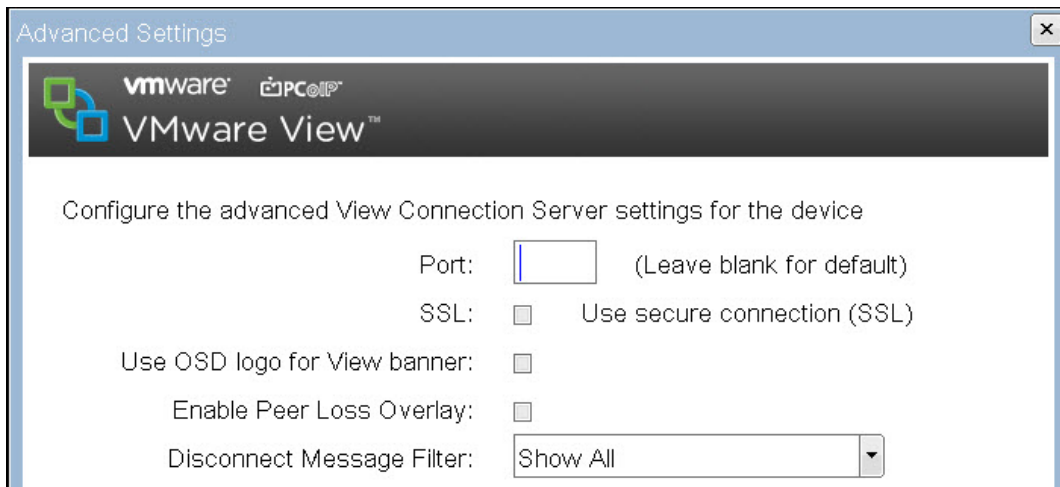 Advanced Settings
vmware PCoIP™
VMware View™
Configure the advanced View Connection Server settings for the device
Port: (Leave blank for default)
SSL: Use secure connection (SSL)
Use OSD logo for View banner:
Enable Peer Loss Overlay:
Disconnect Message Filter: Show All